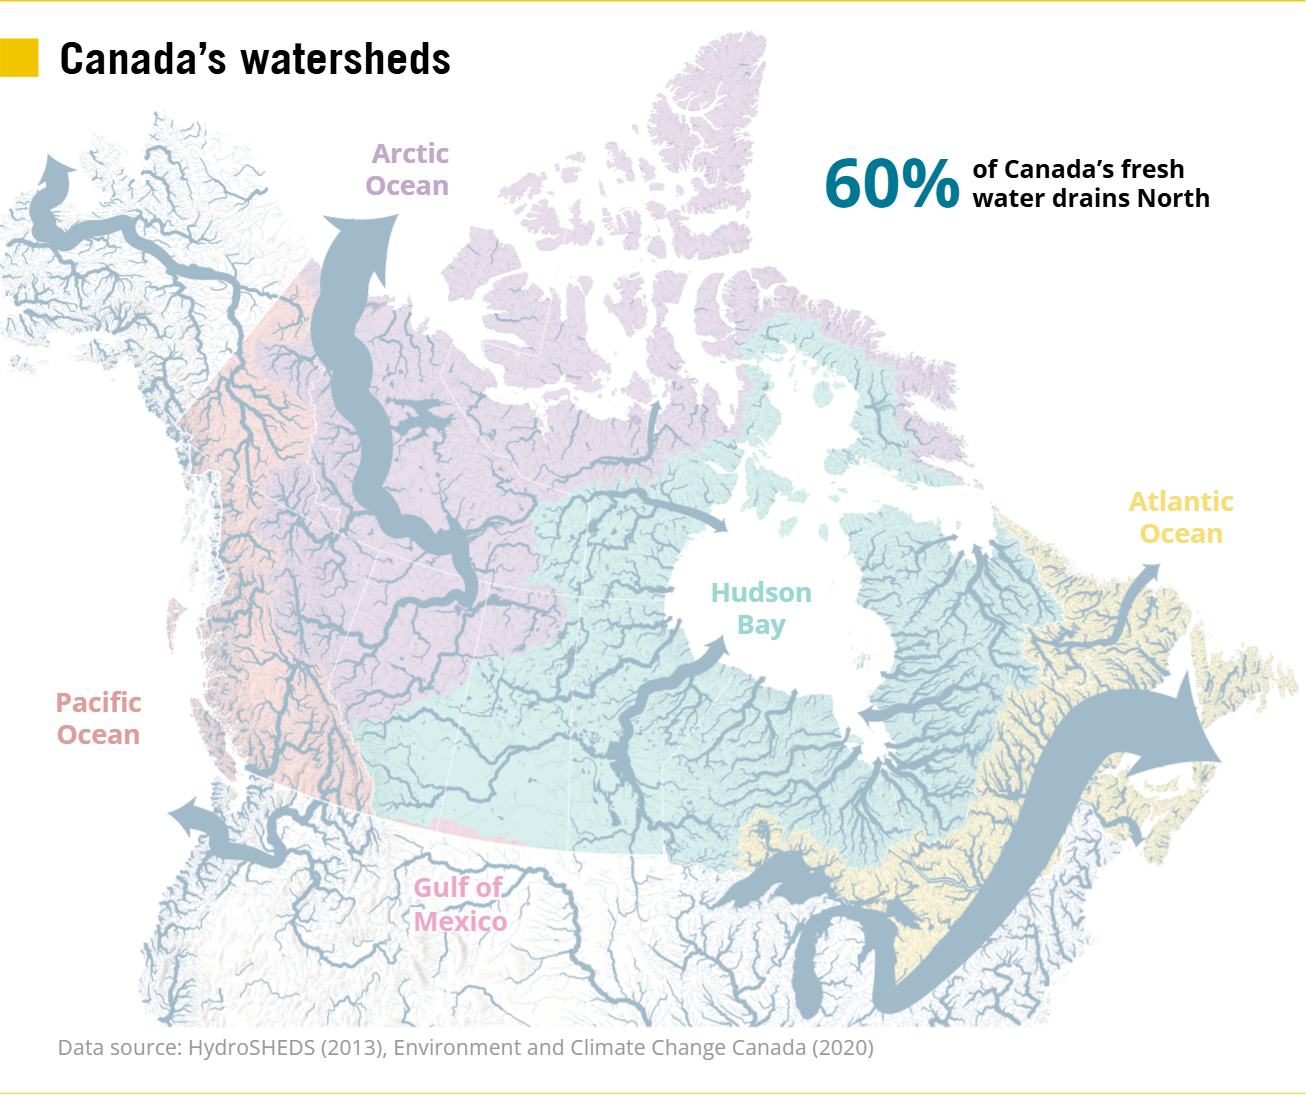 Canada’s watersheds
Arctic
Ocean
60%
of Canada’s fresh
water drains North
Atlantic
Ocean
Hudson
Bay
Pacific
Ocean
Gulf of
Mexico
Data source: HydroSHEDS (2013), Environment and Climate Change Canada (2020)